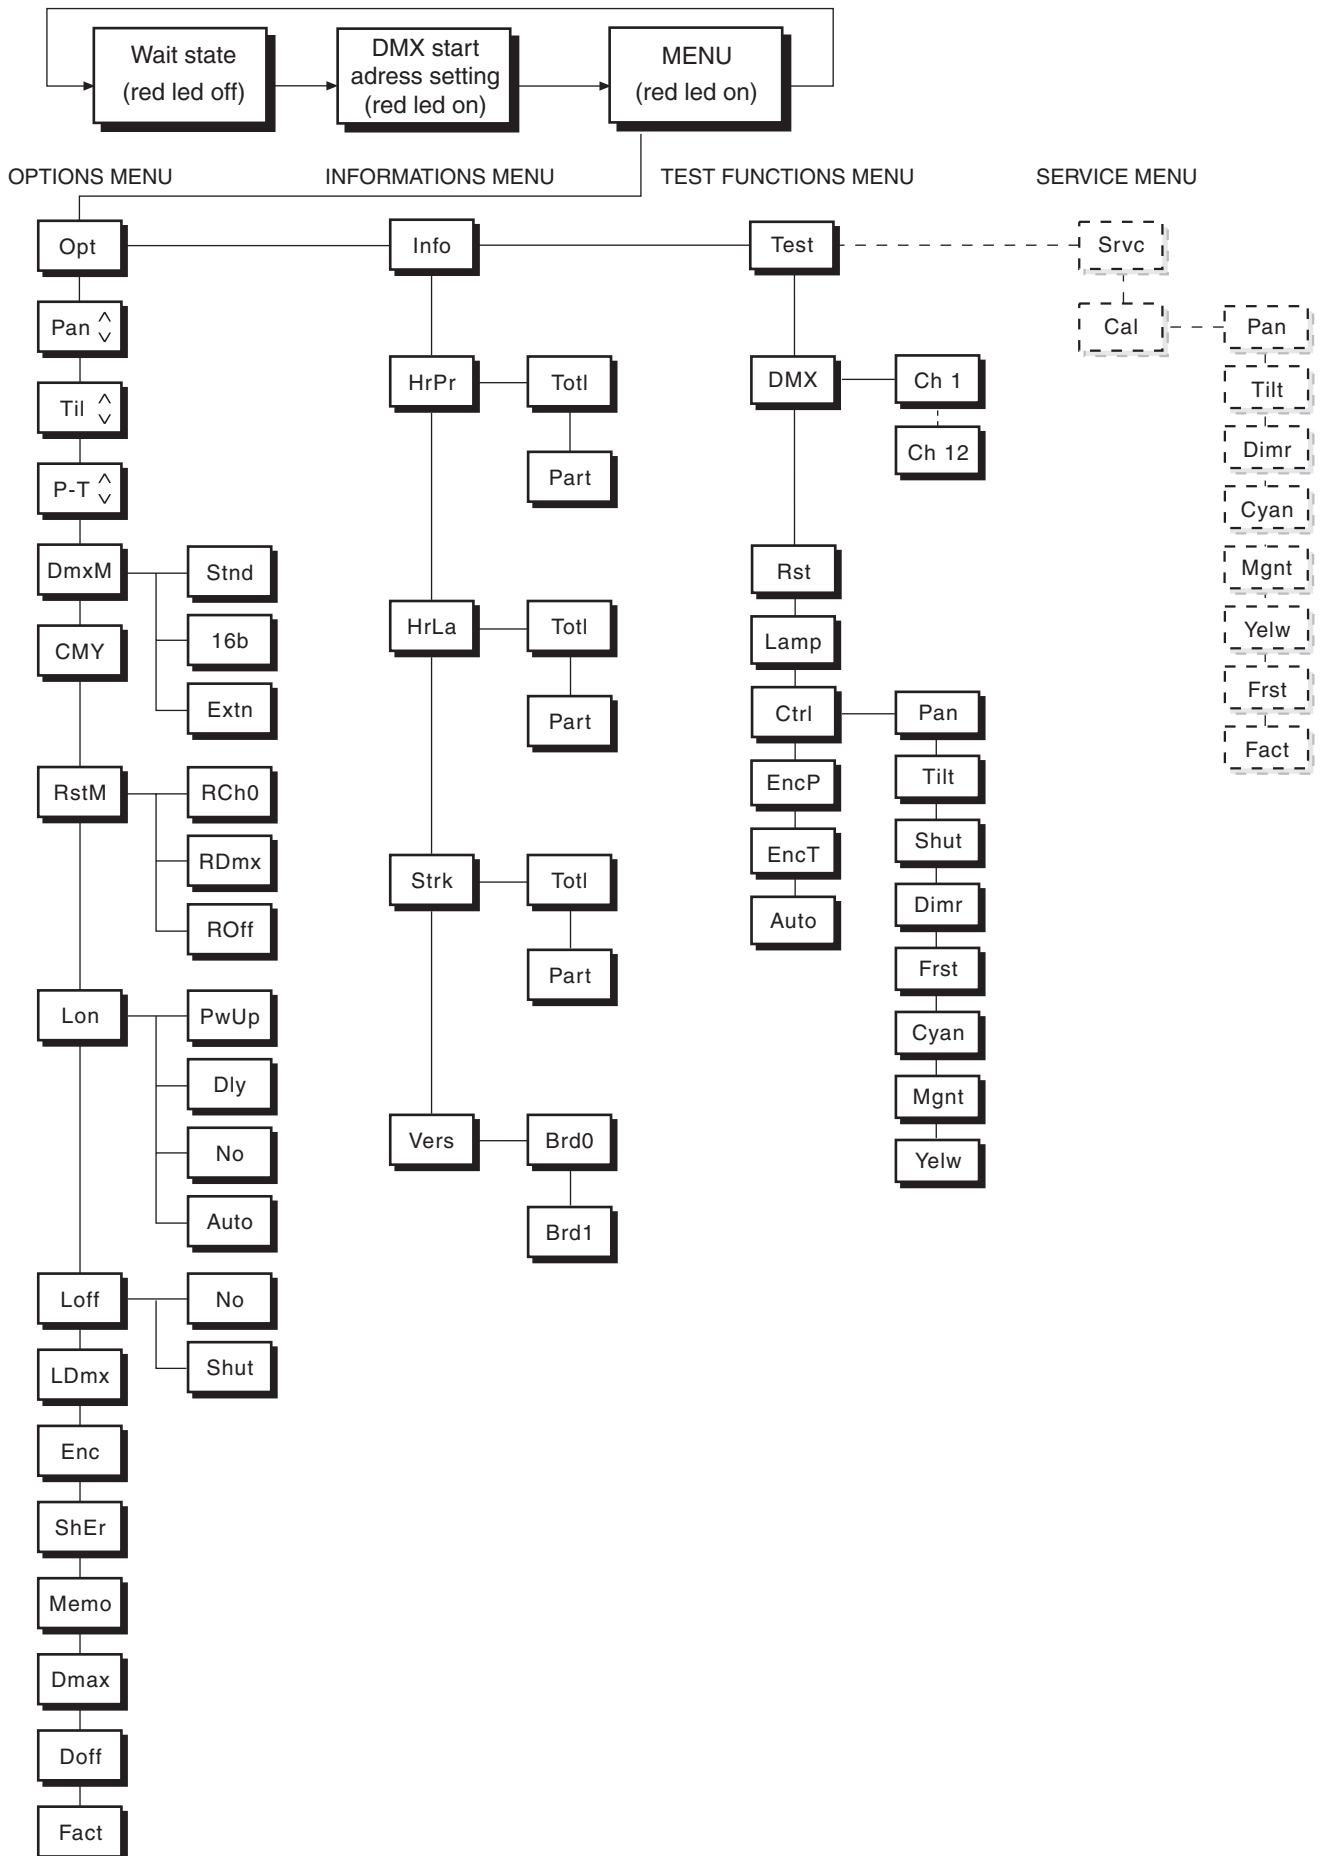 Wait state
(red led off)
DMX start
adress setting
(red led on)
MENU
(red led on)
OPTIONS MENU
INFORMATIONS MENU
TEST FUNCTIONS MENU
SERVICE MENU
Opt
Pan
Til
P-T
DmxM
Stnd
16b
Extn
CMY
RstM
RCh0
RDmx
ROff
Lon
PwUp
Dly
No
Auto
Loff
No
Shut
LDmx
Enc
ShEr
Memo
Dmax
Doff
Fact
Info
HrPr
Totl
Part
HrLa
Totl
Part
Strk
Totl
Part
Vers
Brd0
Brd1
Test
DMX
Ch 1
Ch 12
Rst
Lamp
Ctrl
Pan
Tilt
Shut
Dimr
Frst
Cyan
Mgnt
Yelw
EncP
EncT
Auto
Srvc
Cal
Pan
Tilt
Dimr
Cyan
Mgnt
Yelw
Frst
Fact